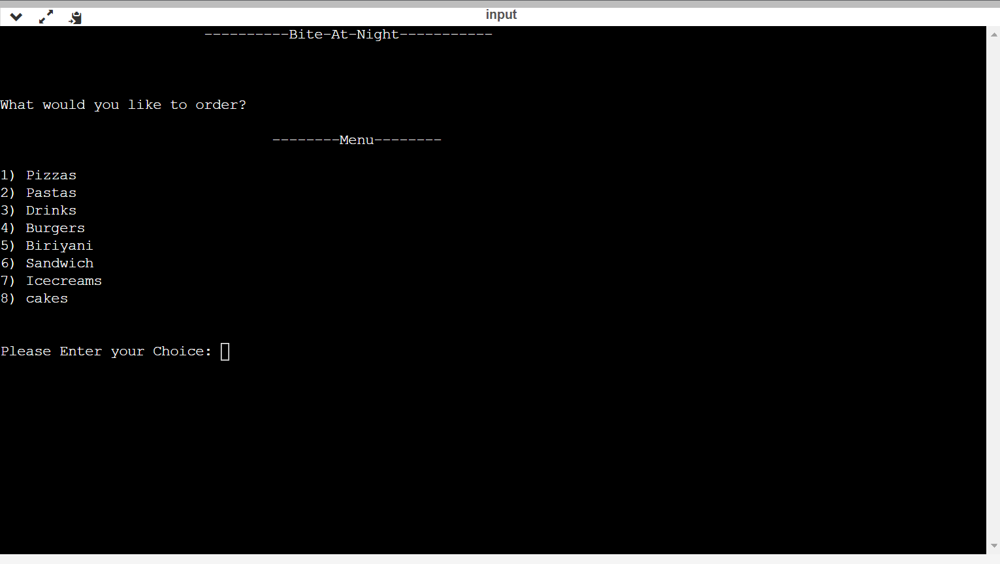 input
----------Bite-At-Night-----------
What would you like to order?
--------Menu--------
1) Pizzas
2) Pastas
3) Drinks
4) Burgers
5) Biriyani
6) Sandwich
7) Icecreams
8) cakes
Please Enter your Choice: